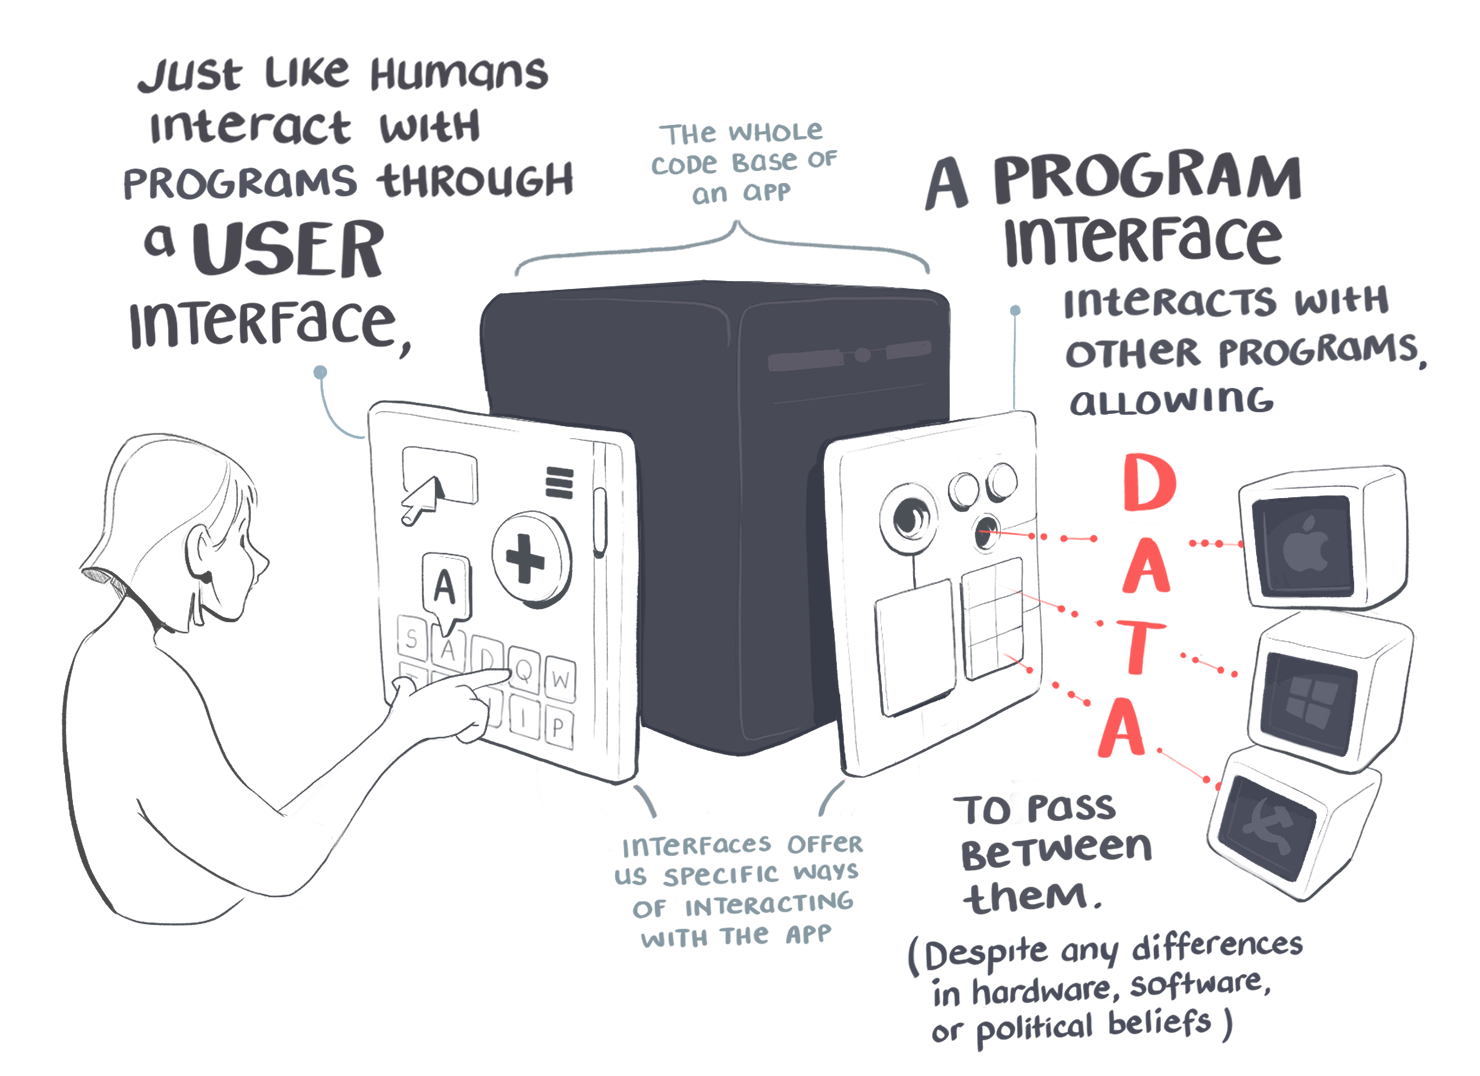 Just Like Humans
interact with
programs through
a USER
interface,
The whole
code base of
an app
A PROGRAM
INTERFACE
interacts with
other programs,
allowing
D
A
T
A
to pass
between
them.
(Despite any differences
in hardware, software,
or political beliefs)
Interfaces offer
us specific ways
of interacting
with the app
A
S A D Q W
I P